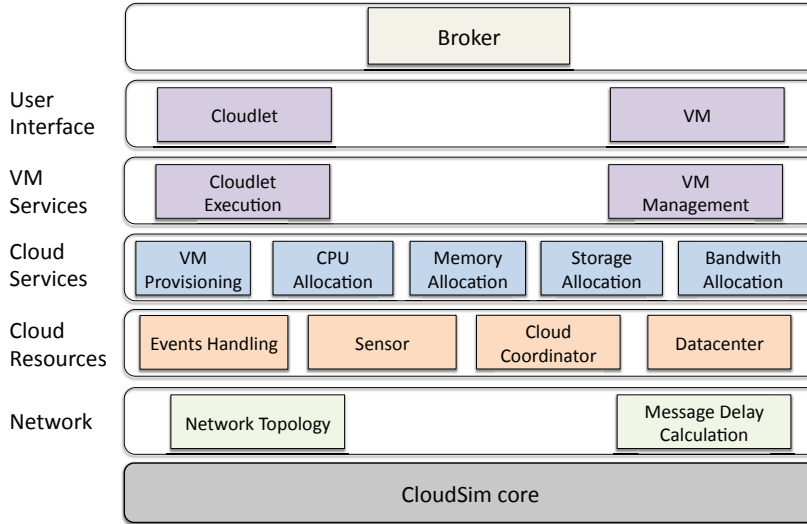 Broker
User
Interface
Cloudlet
VM
VM
Services
Cloudlet
Execution
VM
Management
Cloud
Services
VM
Provisioning
CPU
Allocation
Memory
Allocation
Storage
Allocation
Bandwith
Allocation
Cloud
Resources
Events Handling
Sensor
Cloud
Coordinator
Datacenter
Network
Network Topology
Message Delay
Calculation
CloudSim core